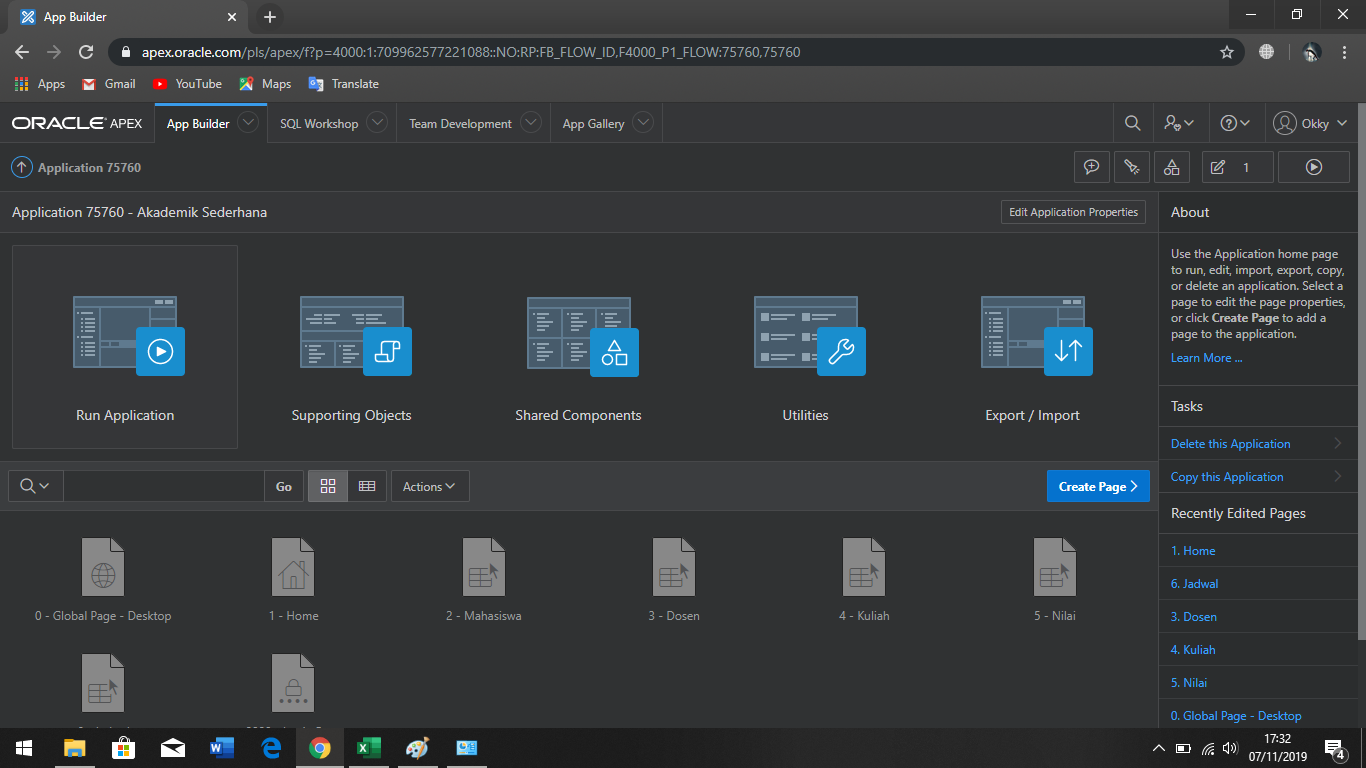 App Builder
apex.oracle.com/pls/apex/f?p=4000:1:709962577221088::NO:RP:FB_FLOW_ID,F4000_P1_FLOW:75760,75760
Apps Gmail YouTube Maps Translate
ORACLE APEX App Builder SQL Workshop Team Development App Gallery Okky
Application 75760 1
Application 75760 - Akademik Sederhana Edit Application Properties
Run Application Supporting Objects Shared Components Utilities Export / Import
Go Actions Create Page
0 - Global Page - Desktop 1 - Home 2 - Mahasiswa 3 - Dosen 4 - Kuliah 5 - Nilai
About
Use the Application home page
to run, edit, import, export, copy,
or delete an application. Select a
page to edit the page properties,
or click Create Page to add a
page to the application.
Learn More ...
Tasks
Delete this Application
Copy this Application
Recently Edited Pages
1. Home
6. Jadwal
3. Dosen
4. Kuliah
5. Nilai
0. Global Page - Desktop
17:32
07/11/2019
4